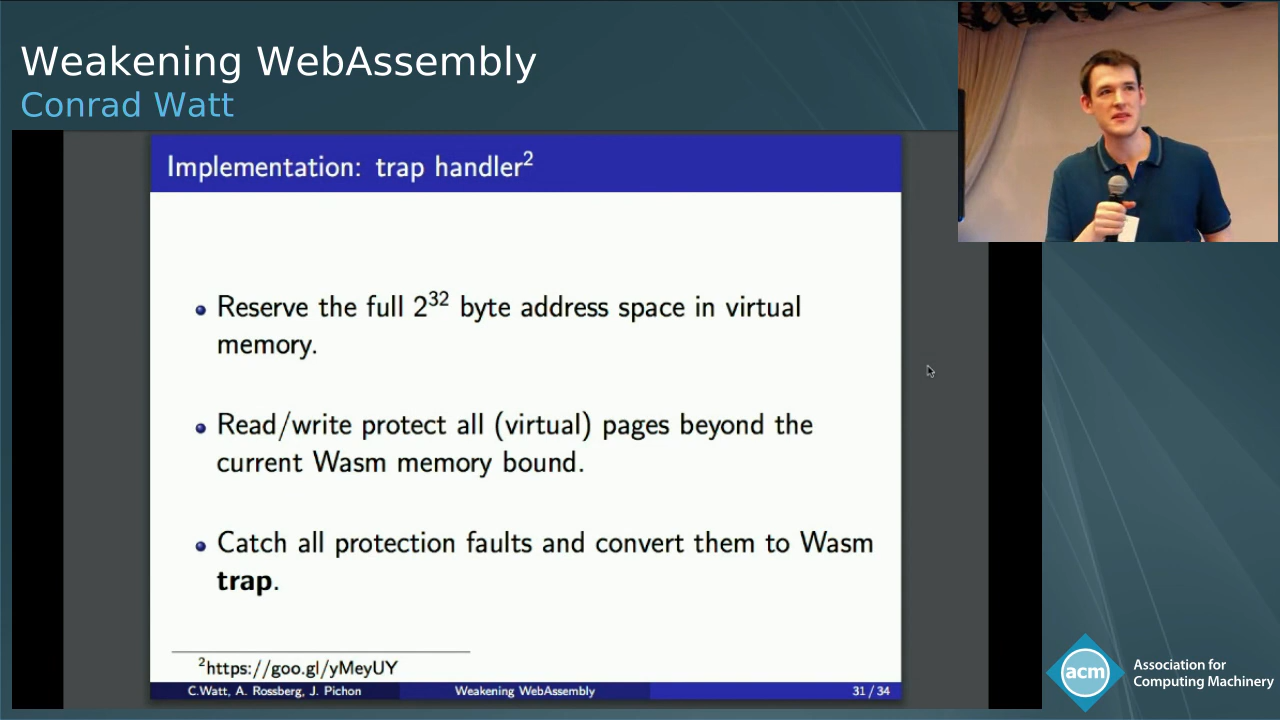 Weakening WebAssembly
Conrad Watt
Implementation: trap handler²
• Reserve the full 2³² byte address space in virtual
memory.
• Read/write protect all (virtual) pages beyond the
current Wasm memory bound.
• Catch all protection faults and convert them to Wasm
trap.
²https://goo.gl/yMeyUY
C.Watt, A. Rossberg, J. Pichon
Weakening WebAssembly
31 / 34
acm
Association for
Computing Machinery